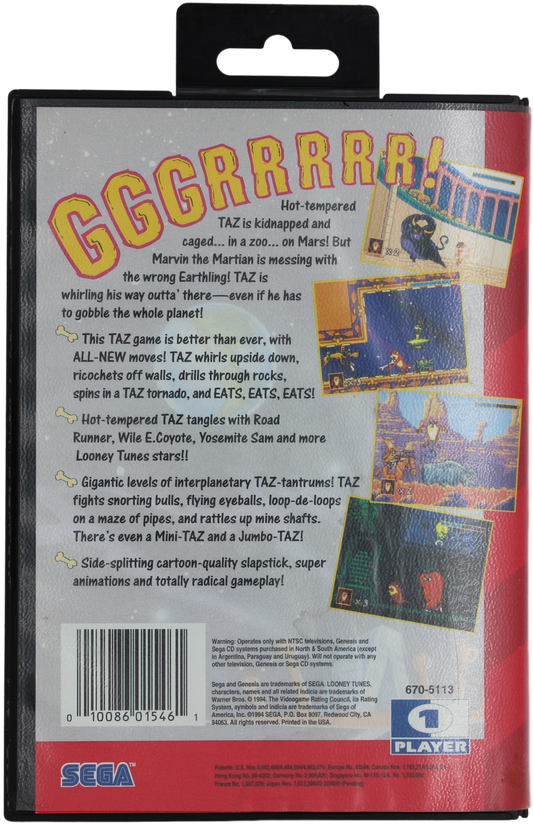 GGGRRRRR!
Hot-tempered
TAZ is kidnapped and
caged... in a zoo... on Mars! But
Marvin the Martian is messing with
the wrong Earthling! TAZ is
whirling his way outta' there—even if he has
to gobble the whole planet!
This TAZ game is better than ever, with
ALL-NEW moves! TAZ whirls upside down,
ricochets off walls, drills through rocks,
spins in a TAZ tornado, and EATS, EATS, EATS!
Hot-tempered TAZ tangles with Road
Runner, Wile E.Coyote, Yosemite Sam and more
Looney Tunes stars!!
Gigantic levels of interplanetary TAZ-tantrums! TAZ
fights snorting bulls, flying eyeballs, loop-de-loops
on a maze of pipes, and rattles up mine shafts.
There's even a Mini-TAZ and a Jumbo-TAZ!
Side-splitting cartoon-quality slapstick, super
animations and totally radical gameplay!
x3
0 10086 01546 1
Warning: Operates only with NTSC televisions, Genesis and
Sega CD systems purchased in North & South America (except
in Argentina, Paraguay and Uruguay). Will not operate with any
other television, Genesis or Sega CD systems.
Sega and Genesis are trademarks of SEGA. LOONEY TUNES,
characters, names and all related indicia are trademarks of
Warner Bros. © 1994. The Videogame Rating Council, its Rating
System, symbols and indicia are trademarks of Sega of
America, Inc. ©1994 SEGA, P.O. Box 8097, Redwood City, CA
94063. All rights reserved. Printed in the USA.
670-5113
1
PLAYER
SEGA™